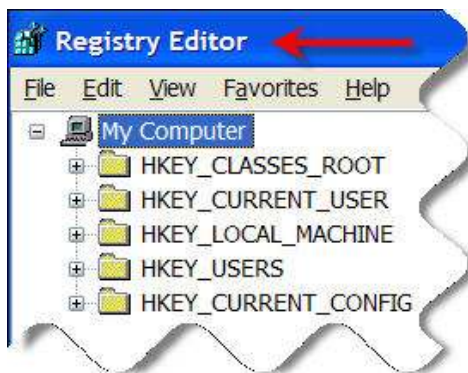 Registry Editor
File Edit View Favorites Help
My Computer
HKEY_CLASSES_ROOT
HKEY_CURRENT_USER
HKEY_LOCAL_MACHINE
HKEY_USERS
HKEY_CURRENT_CONFIG